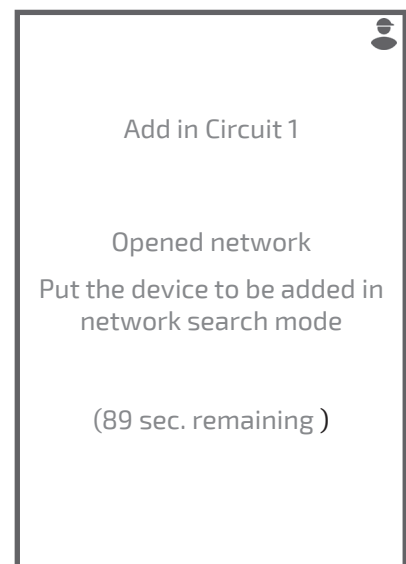 Add in Circuit 1
Opened network
Put the device to be added in
network search mode
(89 sec. remaining )